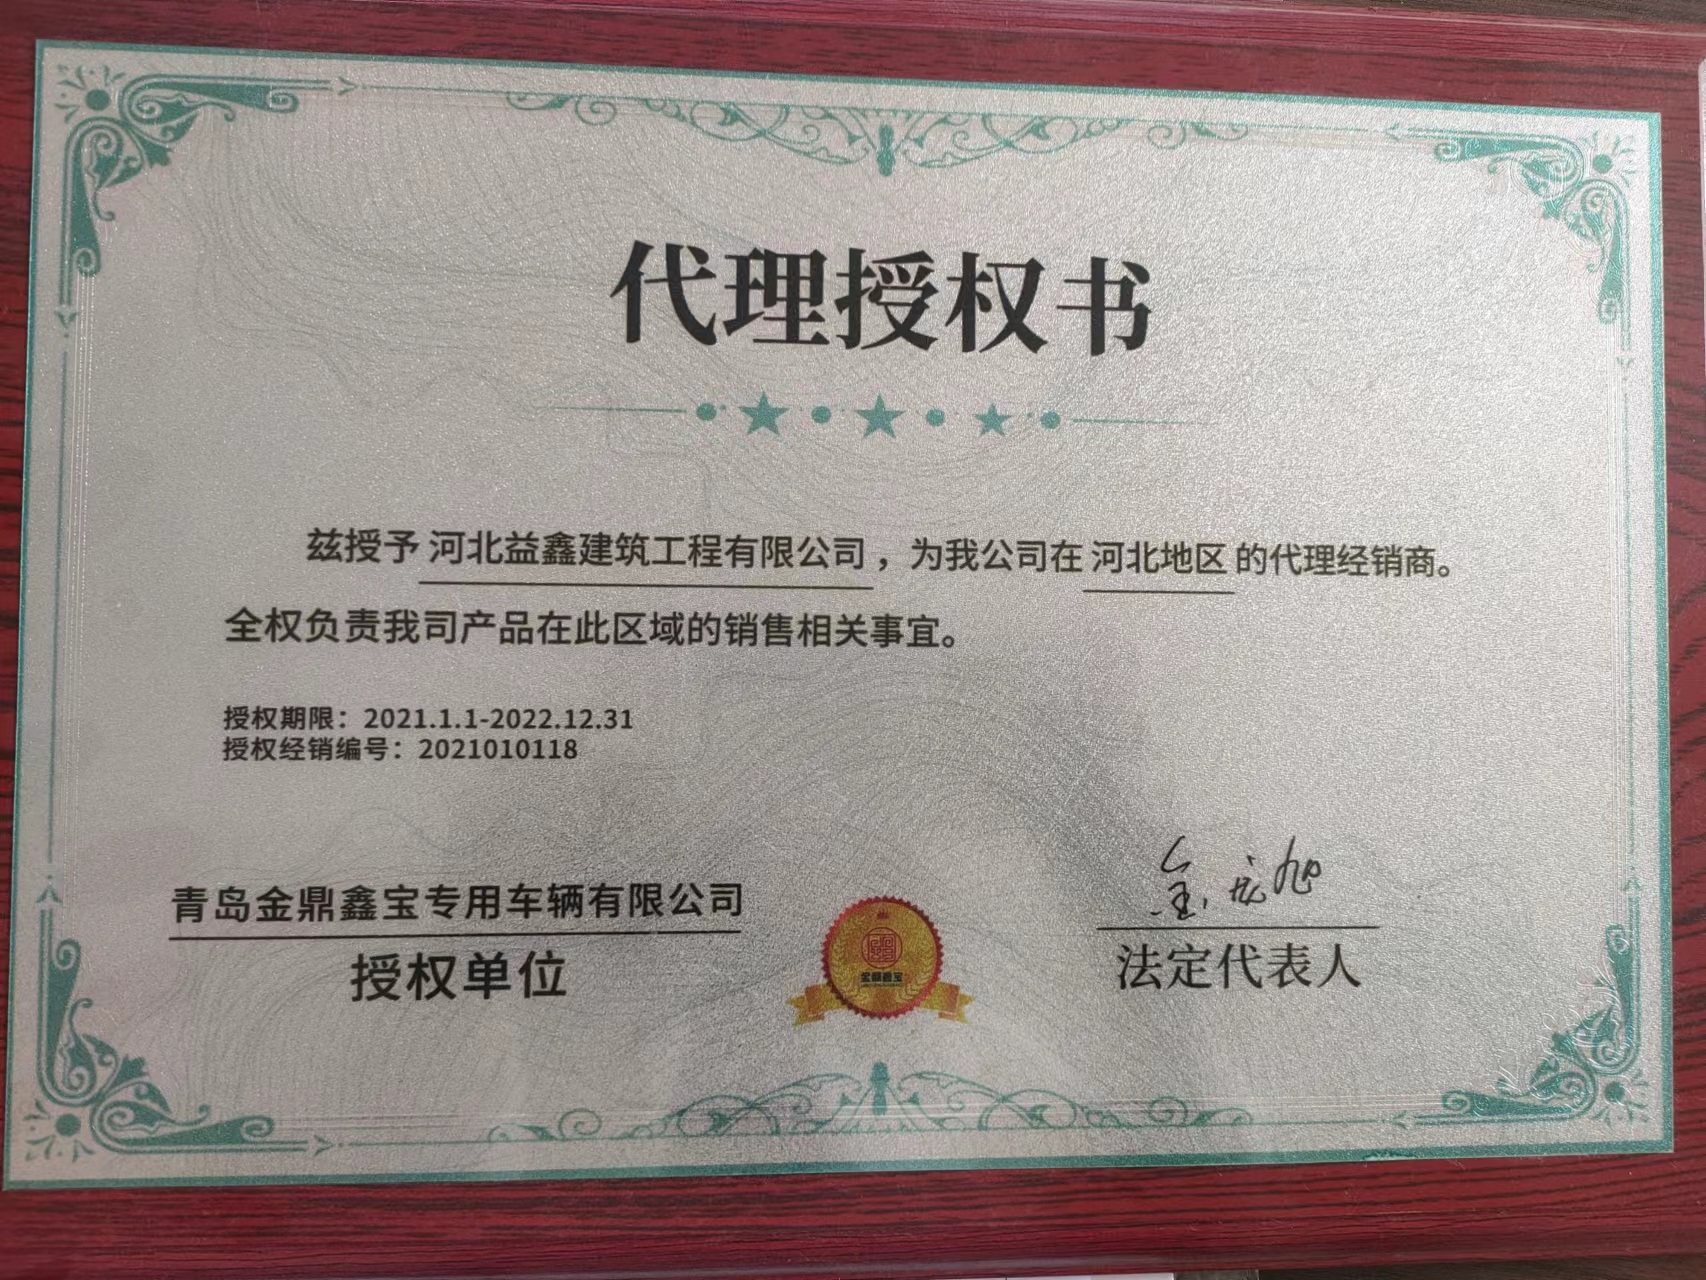 代理授权书
兹授予 河北益鑫建筑工程有限公司 ，为我公司在 河北地区 的代理经销商。
全权负责我司产品在此区域的销售相关事宜。
授权期限：2021.1.1-2022.12.31
授权经销编号：2021010118
青岛金鼎鑫宝专用车辆有限公司
授权单位
金鼎鑫宝
法定代表人